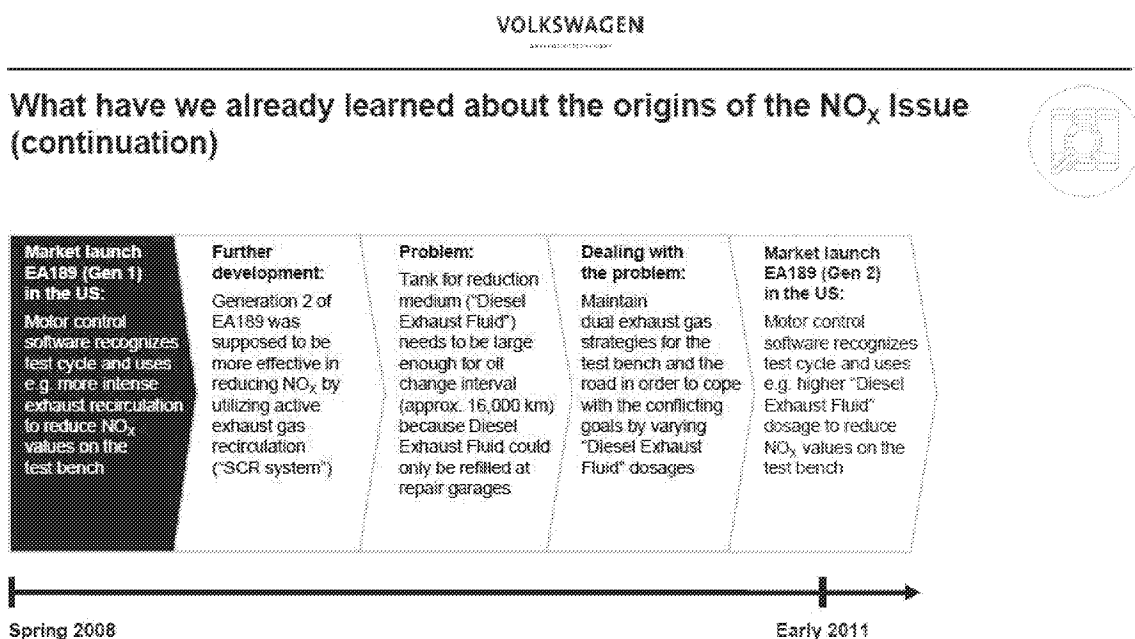 VOLKSWAGEN
What have we already learned about the origins of the NOx Issue
(continuation)
Market launch
EA189 (Gen 1)
in the US:
Motor control
software recognizes
test cycle and uses
e.g. more intense
exhaust recirculation
to reduce NOx
values on the
test bench
Further
development:
Generation 2 of
EA189 was
supposed to be
more effective in
reducing NOx by
utilizing active
exhaust gas
recirculation
("SCR system")
Problem:
Tank for reduction
medium ("Diesel
Exhaust Fluid")
needs to be large
enough for oil
change interval
(approx. 16,000 km)
because Diesel
Exhaust Fluid could
only be refilled at
repair garages
Dealing with
the problem:
Maintain
dual exhaust gas
strategies for the
test bench and the
road in order to cope
with the conflicting
goals by varying
"Diesel Exhaust
Fluid" dosages
Market launch
EA189 (Gen 2)
in the US:
Motor control
software recognizes
test cycle and uses
e.g. higher "Diesel
Exhaust Fluid"
dosage to reduce
NOx values on the
test bench
Spring 2008
Early 2011